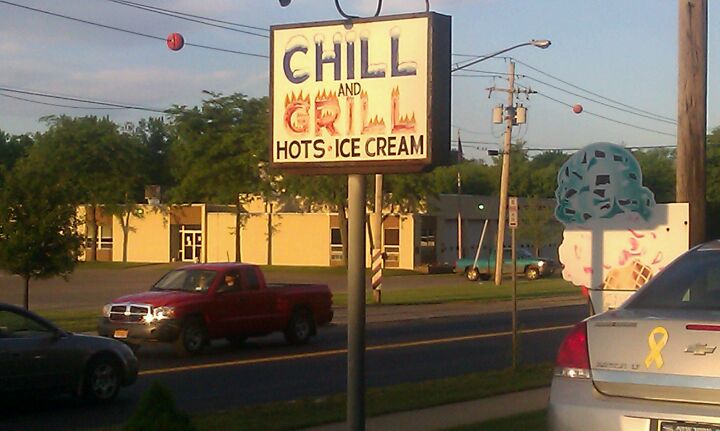 CHILL
AND
GRILL
HOTS · ICE CREAM